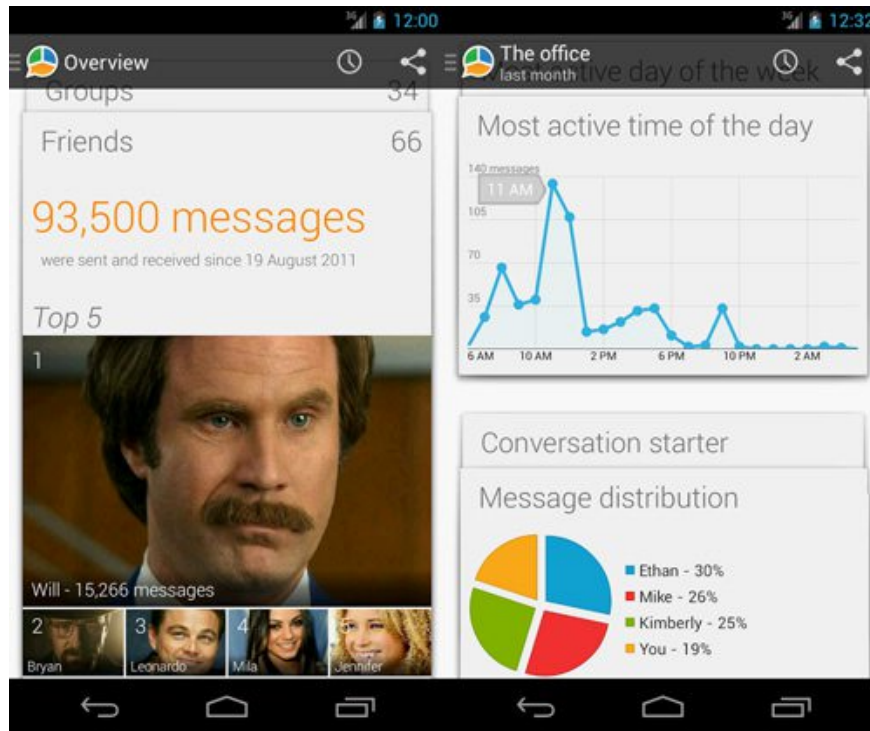 3G 12:00
Overview
Groups 34
Friends 66
93,500 messages
were sent and received since 19 August 2011
Top 5
1
Will - 15,266 messages
2 3 4 5
Bryan Leonardo Mila Jennifer
3G 12:32
The office
last month
Most active day of the week
Most active time of the day
140 messages
11 AM
105
70
35
6 AM 10 AM 2 PM 6 PM 10 PM 2 AM
Conversation starter
Message distribution
Ethan - 30%
Mike - 26%
Kimberly - 25%
You - 19%